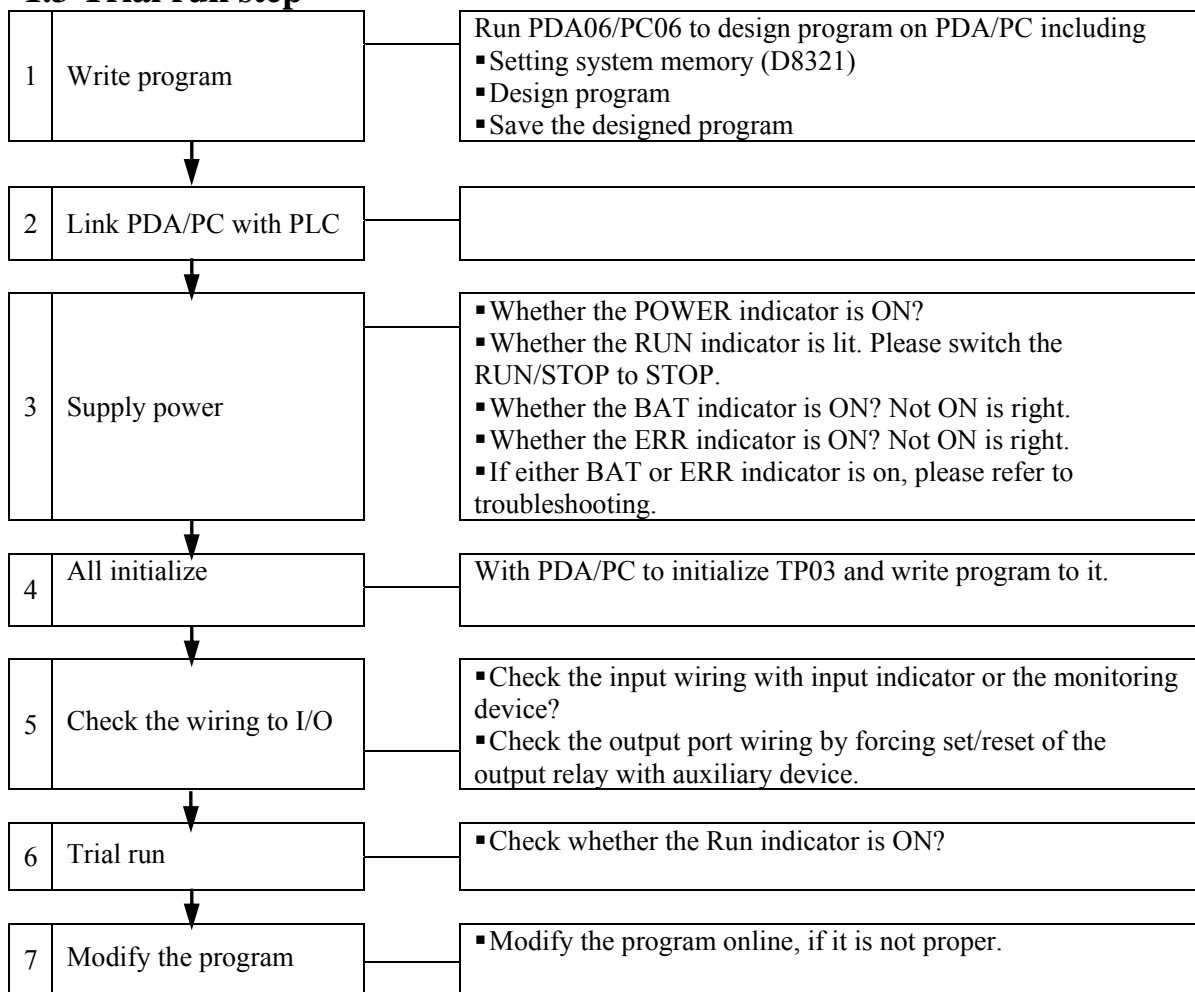 1.3 Trial run step
1 Write program
Run PDA06/PC06 to design program on PDA/PC including
▪Setting system memory (D8321)
▪Design program
▪Save the designed program
2 Link PDA/PC with PLC
3 Supply power
▪Whether the POWER indicator is ON?
▪Whether the RUN indicator is lit. Please switch the
RUN/STOP to STOP.
▪Whether the BAT indicator is ON? Not ON is right.
▪Whether the ERR indicator is ON? Not ON is right.
▪If either BAT or ERR indicator is on, please refer to
troubleshooting.
4 All initialize
With PDA/PC to initialize TP03 and write program to it.
5 Check the wiring to I/O
▪Check the input wiring with input indicator or the monitoring
device?
▪Check the output port wiring by forcing set/reset of the
output relay with auxiliary device.
6 Trial run
▪Check whether the Run indicator is ON?
7 Modify the program
▪Modify the program online, if it is not proper.